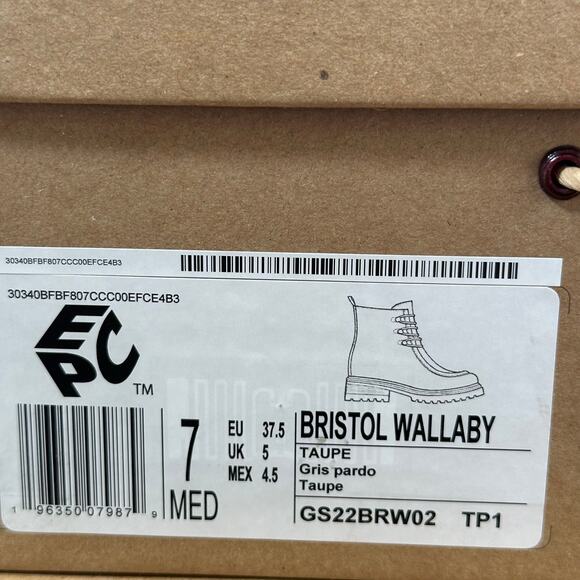 30340BFBF807CCC00EFCE4B3
30340BFBF807CCC00EFCE4B3
EPC
TM
7
MED
EU 37.5
UK 5
MEX 4.5
BRISTOL WALLABY
TAUPE
Gris pardo
Taupe
GS22BRW02 TP1
1 96350 07987 9